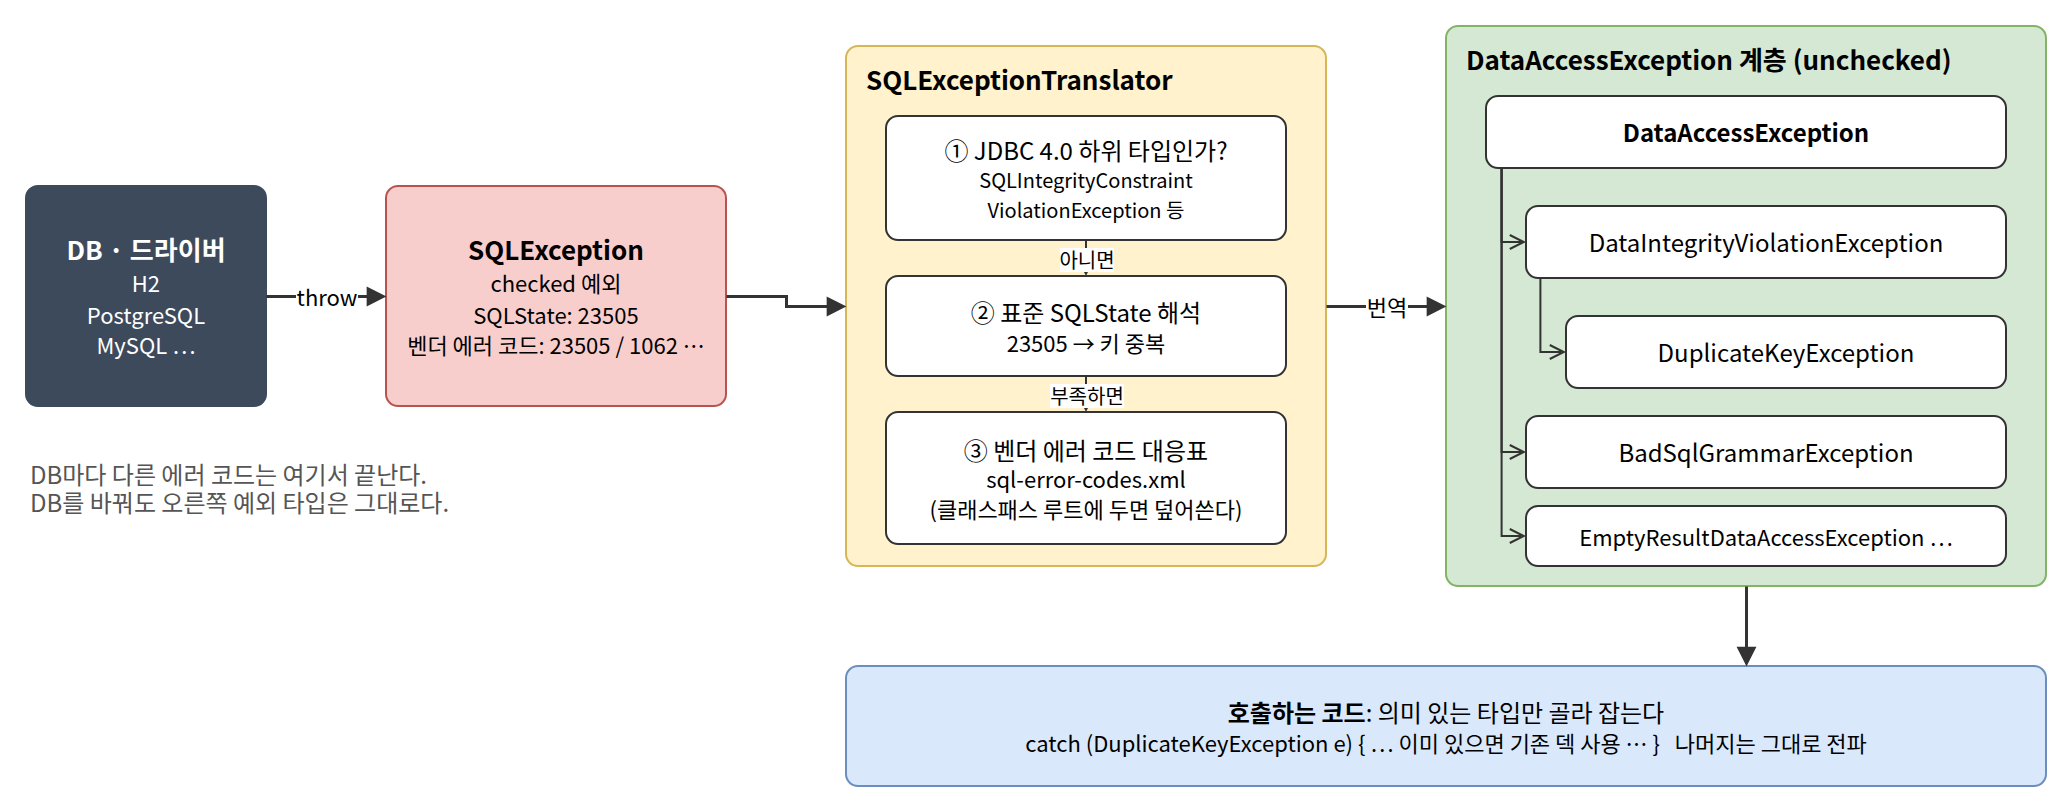 DB · 드라이버
H2
PostgreSQL
MySQL …
throw
SQLException
checked 예외
SQLState: 23505
벤더 에러 코드: 23505 / 1062 …
DB마다 다른 에러 코드는 여기서 끝난다.
DB를 바꿔도 오른쪽 예외 타입은 그대로다.
SQLExceptionTranslator
① JDBC 4.0 하위 타입인가?
SQLIntegrityConstraint
ViolationException 등
아니면
② 표준 SQLState 해석
23505 → 키 중복
부족하면
③ 벤더 에러 코드 대응표
sql-error-codes.xml
(클래스패스 루트에 두면 덮어쓴다)
번역
DataAccessException 계층 (unchecked)
DataAccessException
DataIntegrityViolationException
DuplicateKeyException
BadSqlGrammarException
EmptyResultDataAccessException …
호출하는 코드: 의미 있는 타입만 골라 잡는다
catch (DuplicateKeyException e) { … 이미 있으면 기존 덱 사용 … } 나머지는 그대로 전파